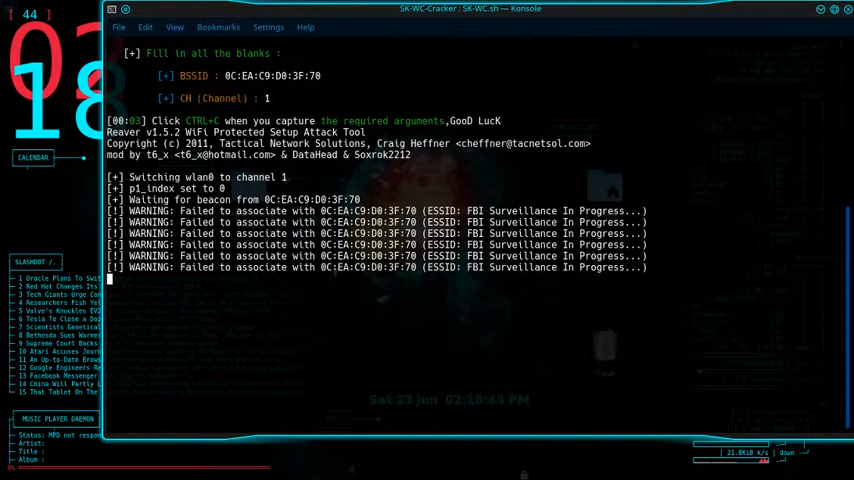 [ 44 ]
SK-WC-Cracker : SK-WC.sh — Konsole
File Edit View Bookmarks Settings Help
02
18
[+] Fill in all the blanks :
[+] BSSID : 0C:EA:C9:D0:3F:70
[+] CH (Channel) : 1
[00:03] Click CTRL+C when you capture the required arguments,GooD LucK
Reaver v1.5.2 WiFi Protected Setup Attack Tool
Copyright (c) 2011, Tactical Network Solutions, Craig Heffner <cheffner@tacnetsol.com>
mod by t6_x <t6_x@hotmail.com> & DataHead & Soxrok2212
CALENDAR
[+] Switching wlan0 to channel 1
[+] p1_index set to 0
[+] Waiting for beacon from 0C:EA:C9:D0:3F:70
[!] WARNING: Failed to associate with 0C:EA:C9:D0:3F:70 (ESSID: FBI Surveillance In Progress...)
[!] WARNING: Failed to associate with 0C:EA:C9:D0:3F:70 (ESSID: FBI Surveillance In Progress...)
[!] WARNING: Failed to associate with 0C:EA:C9:D0:3F:70 (ESSID: FBI Surveillance In Progress...)
[!] WARNING: Failed to associate with 0C:EA:C9:D0:3F:70 (ESSID: FBI Surveillance In Progress...)
[!] WARNING: Failed to associate with 0C:EA:C9:D0:3F:70 (ESSID: FBI Surveillance In Progress...)
[!] WARNING: Failed to associate with 0C:EA:C9:D0:3F:70 (ESSID: FBI Surveillance In Progress...)
SLASHDOT /.
1 Oracle Plans To Swit
2 Red Hat Changes Its
3 Tech Giants Urge Con
4 Researchers Fish Yel
5 Valve's Knuckles EV2
6 Tesla To Close a Doz
7 Scientists Genetical
8 Bethesda Sues Warner
9 Supreme Court Backs
10 Atari Accuses Journ
11 An Up-to-Date Brows
12 Google Engineers Re
13 Facebook Messenger
14 China Will Partly L
15 That Tablet On The
Trash
Sat 23 Jun 02:18:43 PM
MUSIC PLAYER DAEMON
Status: MPD not respon
Artist:
Title :
Album :
0%
[ 21.8KiB k/s ] down